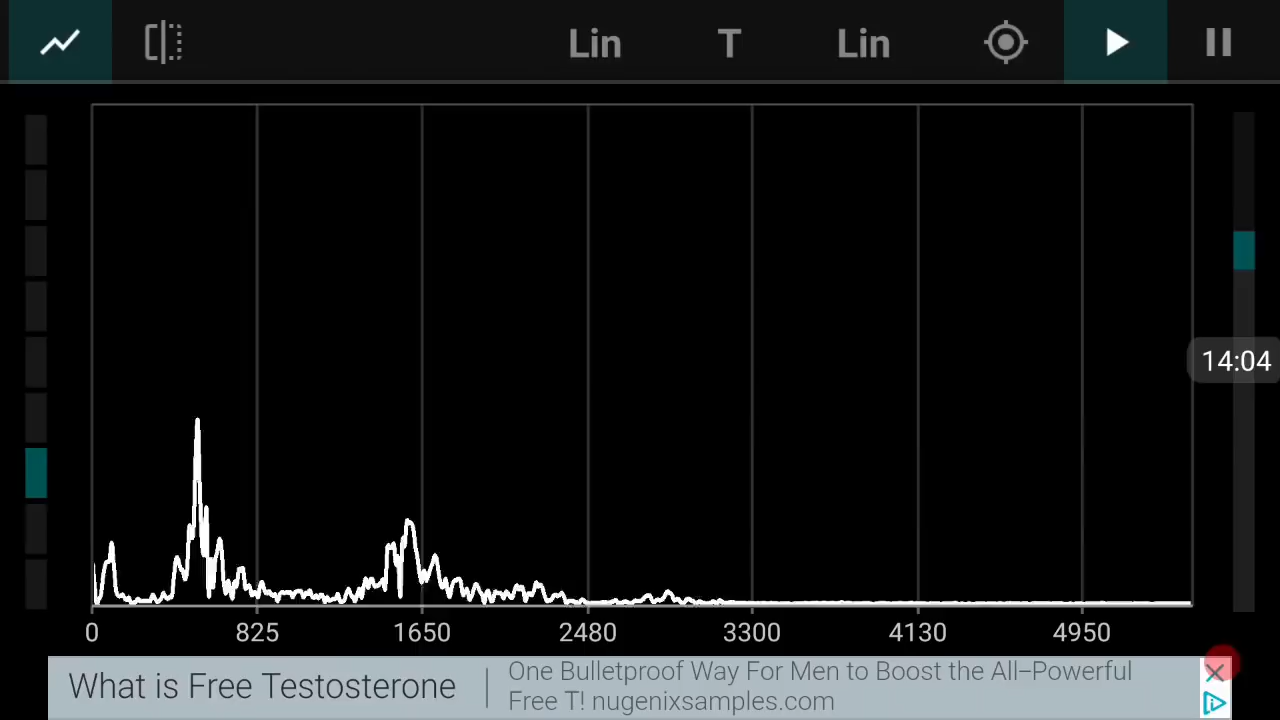 Lin T Lin
14:04
0 825 1650 2480 3300 4130 4950
What is Free Testosterone
One Bulletproof Way For Men to Boost the All-Powerful
Free T! nugenixsamples.com